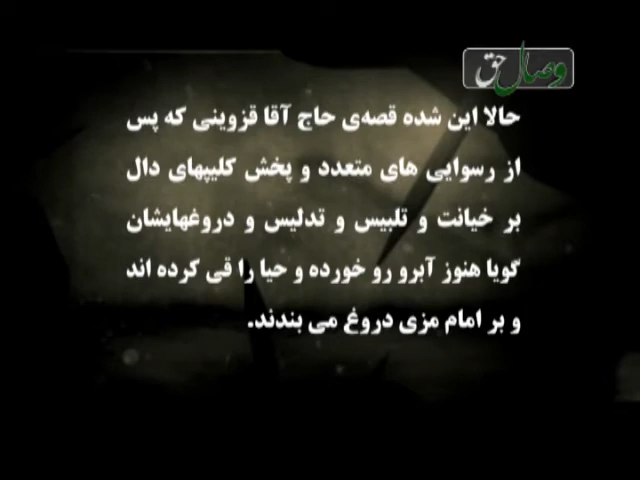 وصال حق
حالا این شده قصه‌ی حاج آقا قزوینی که پس
از رسوایی های متعدد و پخش کلیپهای دال
بر خیانت و تلبیس و تدلیس و دروغهایشان
گویا هنوز آبرو رو خورده و حیا را قی کرده اند
و بر امام مزی دروغ می بندند.